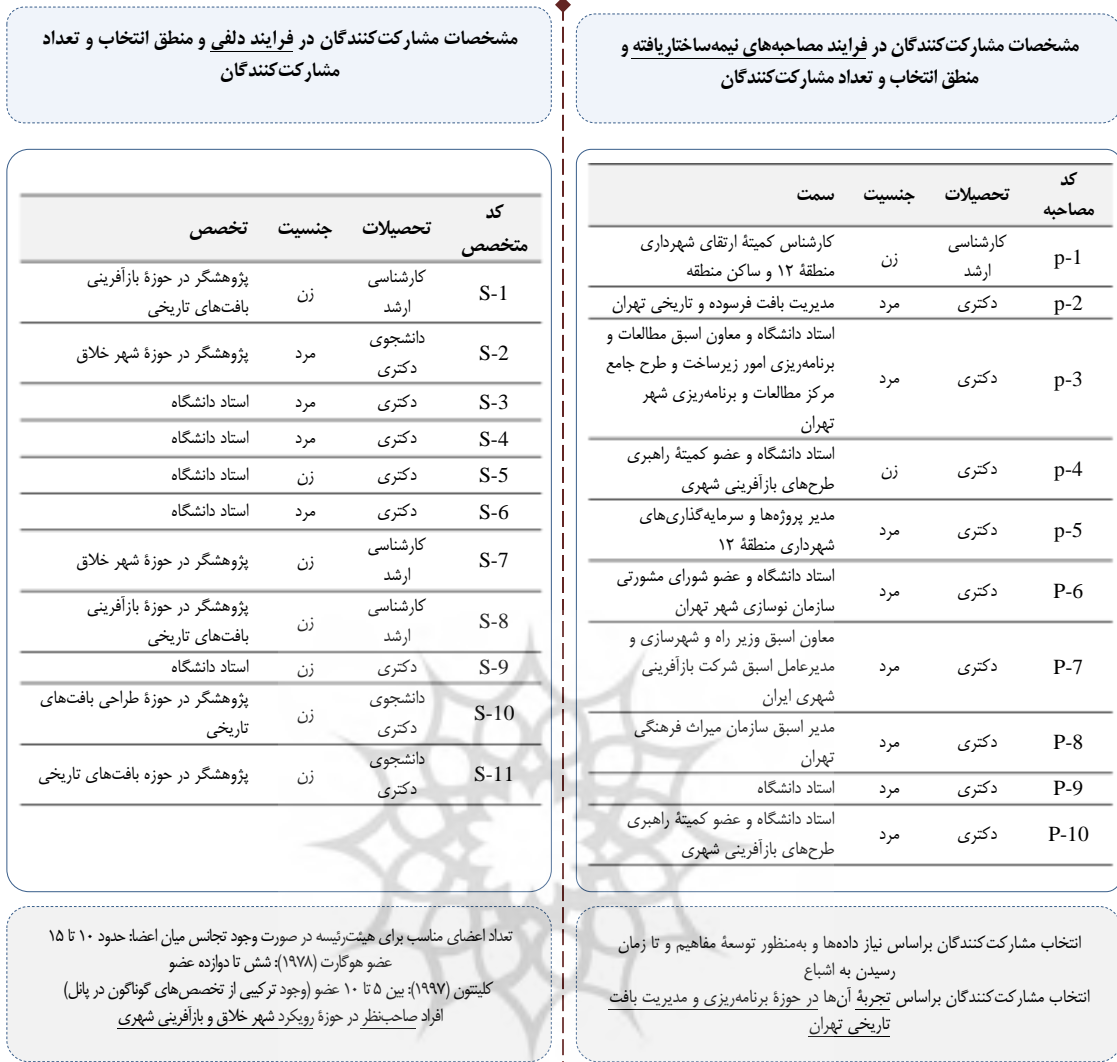 مشخصات مشارکت‌کنندگان در فرایند مصاحبه‌های نیمه‌ساختاریافته و
منطق انتخاب و تعداد مشارکت‌کنندگان
کد مصاحبه تحصیلات جنسیت سمت
p-1 کارشناسی ارشد زن کارشناس کمیتۀ ارتقای شهرداری
منطقۀ ۱۲ و ساکن منطقه
p-2 دکتری مرد مدیریت بافت فرسوده و تاریخی تهران
p-3 دکتری مرد استاد دانشگاه و معاون اسبق مطالعات و
برنامه‌ریزی امور زیرساخت و طرح جامع
مرکز مطالعات و برنامه‌ریزی شهر
تهران
p-4 دکتری زن استاد دانشگاه و عضو کمیتۀ راهبری
طرح‌های بازآفرینی شهری
p-5 دکتری مرد مدیر پروژه‌ها و سرمایه‌گذاری‌های
شهرداری منطقۀ ۱۲
P-6 دکتری مرد استاد دانشگاه و عضو شورای مشورتی
سازمان نوسازی شهر تهران
P-7 دکتری مرد معاون اسبق وزیر راه و شهرسازی و
مدیرعامل اسبق شرکت بازآفرینی
شهری ایران
P-8 دکتری مرد مدیر اسبق سازمان میراث فرهنگی
تهران
P-9 دکتری مرد استاد دانشگاه
P-10 دکتری مرد استاد دانشگاه و عضو کمیتۀ راهبری
طرح‌های بازآفرینی شهری
انتخاب مشارکت‌کنندگان براساس نیاز داده‌ها و به‌منظور توسعۀ مفاهیم و تا زمان
رسیدن به اشباع
انتخاب مشارکت‌کنندگان براساس تجربۀ آن‌ها در حوزۀ برنامه‌ریزی و مدیریت بافت
تاریخی تهران
مشخصات مشارکت‌کنندگان در فرایند دلفی و منطق انتخاب و تعداد
مشارکت‌کنندگان
کد متخصص تحصیلات جنسیت تخصص
S-1 کارشناسی ارشد زن پژوهشگر در حوزۀ بازآفرینی
بافت‌های تاریخی
S-2 دانشجوی دکتری مرد پژوهشگر در حوزۀ شهر خلاق
S-3 دکتری مرد استاد دانشگاه
S-4 دکتری مرد استاد دانشگاه
S-5 دکتری زن استاد دانشگاه
S-6 دکتری مرد استاد دانشگاه
S-7 کارشناسی ارشد زن پژوهشگر در حوزۀ شهر خلاق
S-8 کارشناسی ارشد زن پژوهشگر در حوزۀ بازآفرینی
بافت‌های تاریخی
S-9 دکتری زن استاد دانشگاه
S-10 دانشجوی دکتری زن پژوهشگر در حوزۀ طراحی بافت‌های
تاریخی
S-11 دانشجوی دکتری زن پژوهشگر در حوزه بافت‌های تاریخی
تعداد اعضای مناسب برای هیئت‌رئیسه در صورت وجود تجانس میان اعضا: حدود ۱۰ تا ۱۵
عضو هوگارت (۱۹۷۸): شش تا دوازده عضو
کلینتون (۱۹۹۷): بین ۵ تا ۱۰ عضو (وجود ترکیبی از تخصص‌های گوناگون در پانل)
افراد صاحب‌نظر در حوزۀ رویکرد شهر خلاق و بازآفرینی شهری